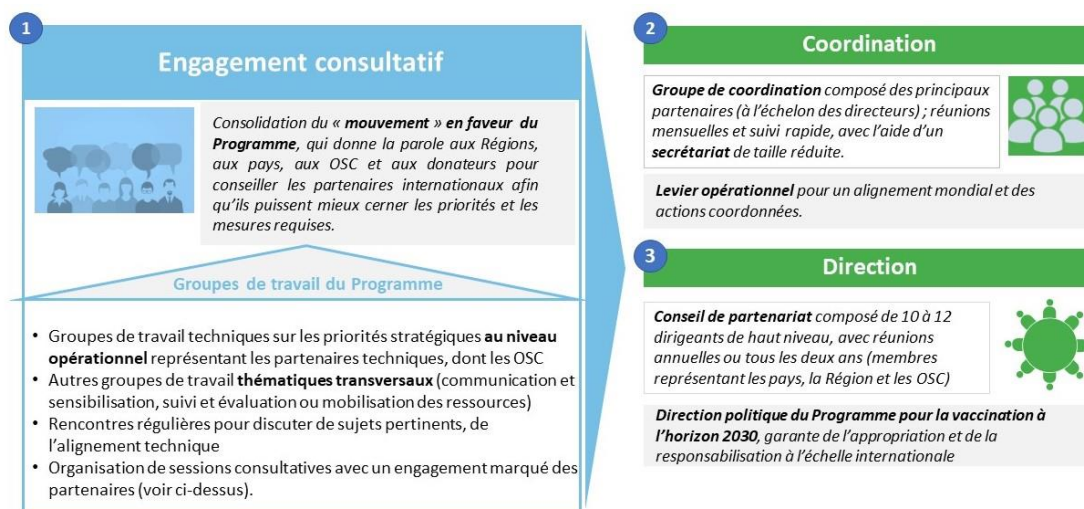 1
Engagement consultatif
Consolidation du « mouvement » en faveur du
Programme, qui donne la parole aux Régions,
aux pays, aux OSC et aux donateurs pour
conseiller les partenaires internationaux afin
qu’ils puissent mieux cerner les priorités et les
mesures requises.
Groupes de travail du Programme
• Groupes de travail techniques sur les priorités stratégiques au niveau
opérationnel représentant les partenaires techniques, dont les OSC
• Autres groupes de travail thématiques transversaux (communication et
sensibilisation, suivi et évaluation ou mobilisation des ressources)
• Rencontres régulières pour discuter de sujets pertinents, de
l’alignement technique
• Organisation de sessions consultatives avec un engagement marqué des
partenaires (voir ci-dessus).
2
Coordination
Groupe de coordination composé des principaux
partenaires (à l’échelon des directeurs) ; réunions
mensuelles et suivi rapide, avec l’aide d’un
secrétariat de taille réduite.
Levier opérationnel pour un alignement mondial et des
actions coordonnées.
3
Direction
Conseil de partenariat composé de 10 à 12
dirigeants de haut niveau, avec réunions
annuelles ou tous les deux ans (membres
représentant les pays, la Région et les OSC)
Direction politique du Programme pour la vaccination à
l’horizon 2030, garante de l’appropriation et de la
responsabilisation à l’échelle internationale